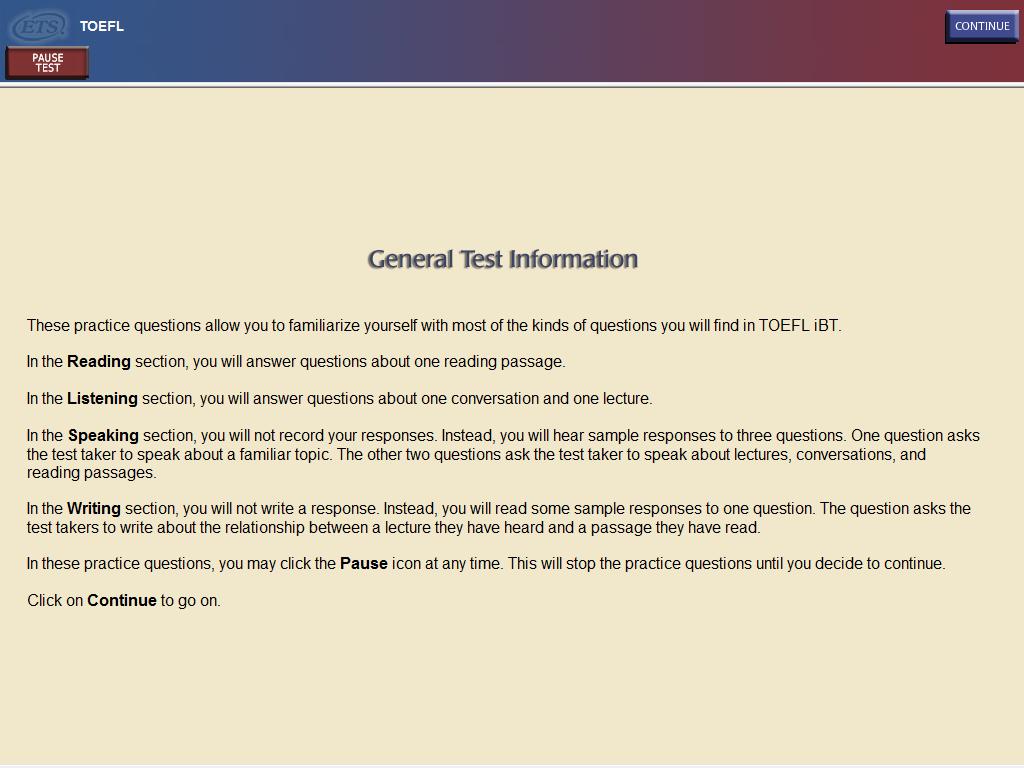 ETS
TOEFL
CONTINUE
PAUSE
TEST
General Test Information
These practice questions allow you to familiarize yourself with most of the kinds of questions you will find in TOEFL iBT.
In the Reading section, you will answer questions about one reading passage.
In the Listening section, you will answer questions about one conversation and one lecture.
In the Speaking section, you will not record your responses. Instead, you will hear sample responses to three questions. One question asks
the test taker to speak about a familiar topic. The other two questions ask the test taker to speak about lectures, conversations, and
reading passages.
In the Writing section, you will not write a response. Instead, you will read some sample responses to one question. The question asks the
test takers to write about the relationship between a lecture they have heard and a passage they have read.
In these practice questions, you may click the Pause icon at any time. This will stop the practice questions until you decide to continue.
Click on Continue to go on.